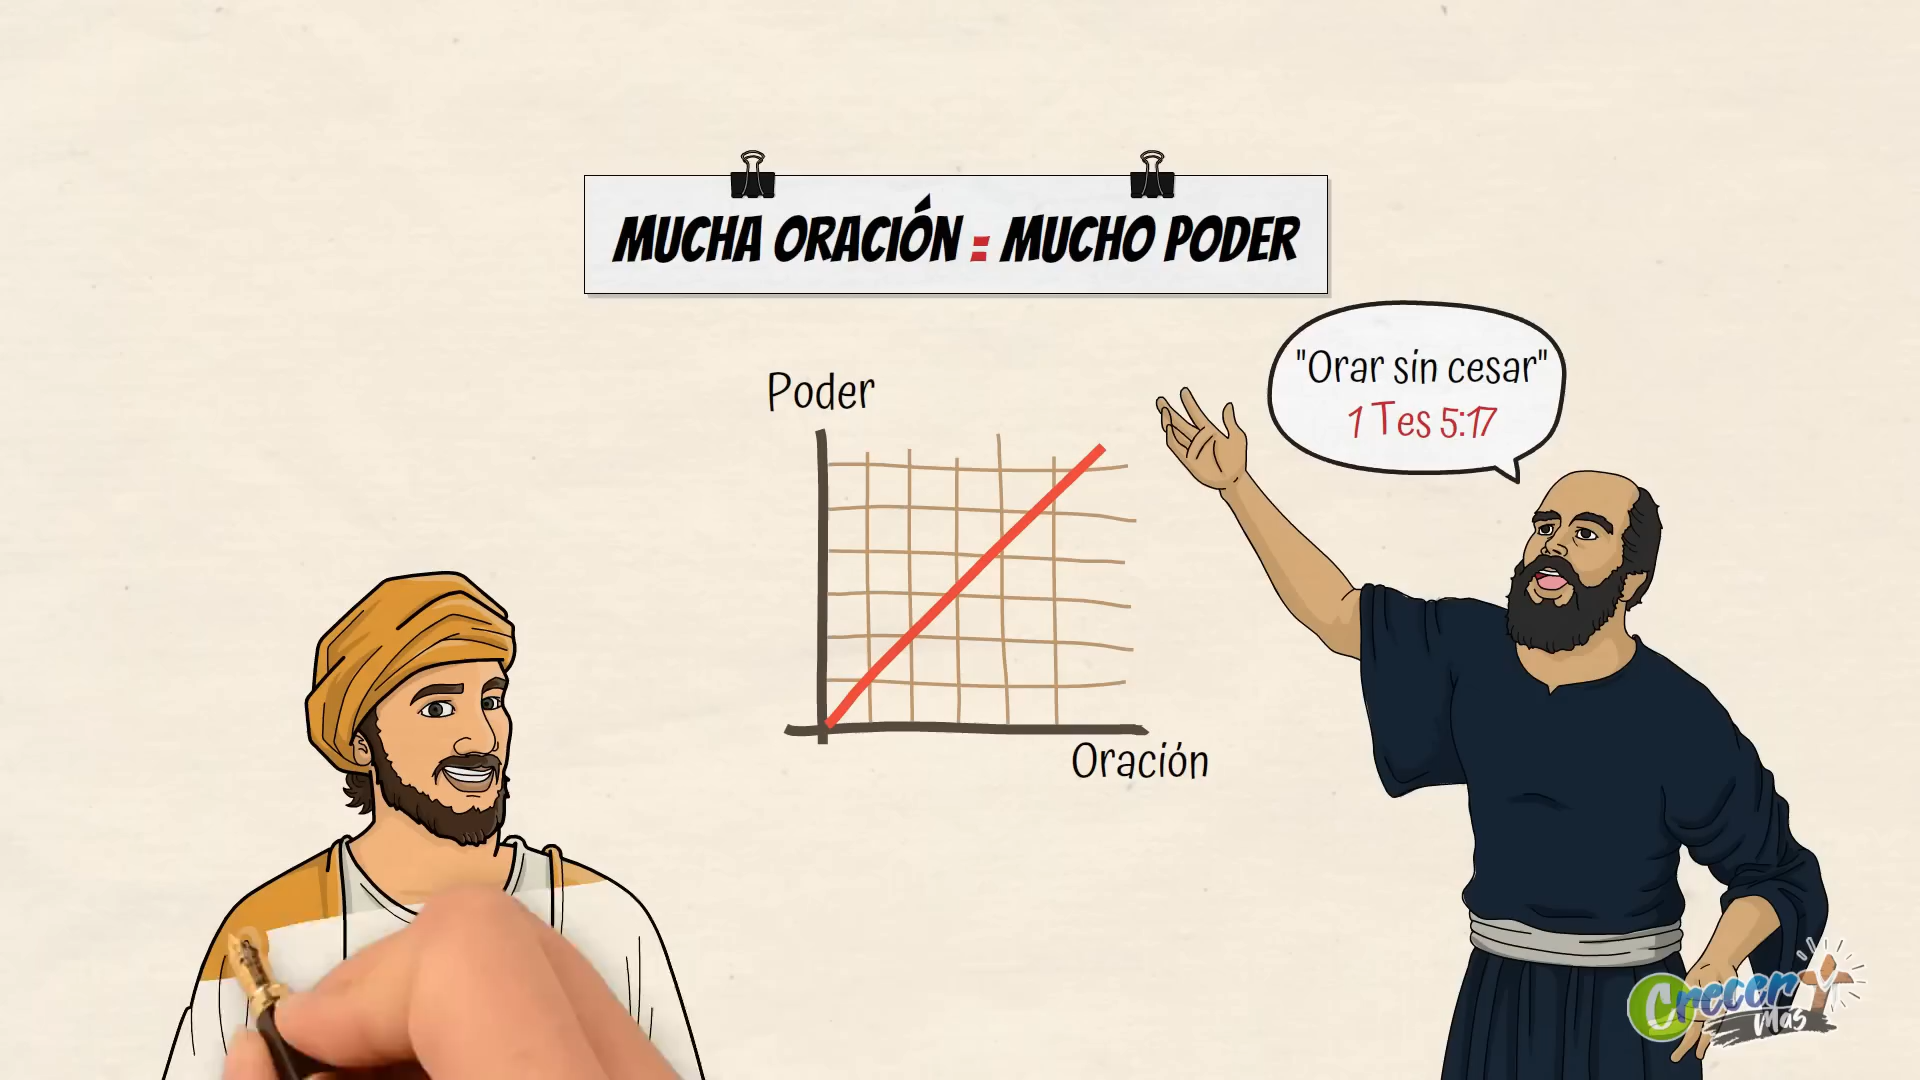 MUCHA ORACIÓN = MUCHO PODER
"Orar sin cesar"
1 Tes 5:17
Poder
Oración
Crecer
Más